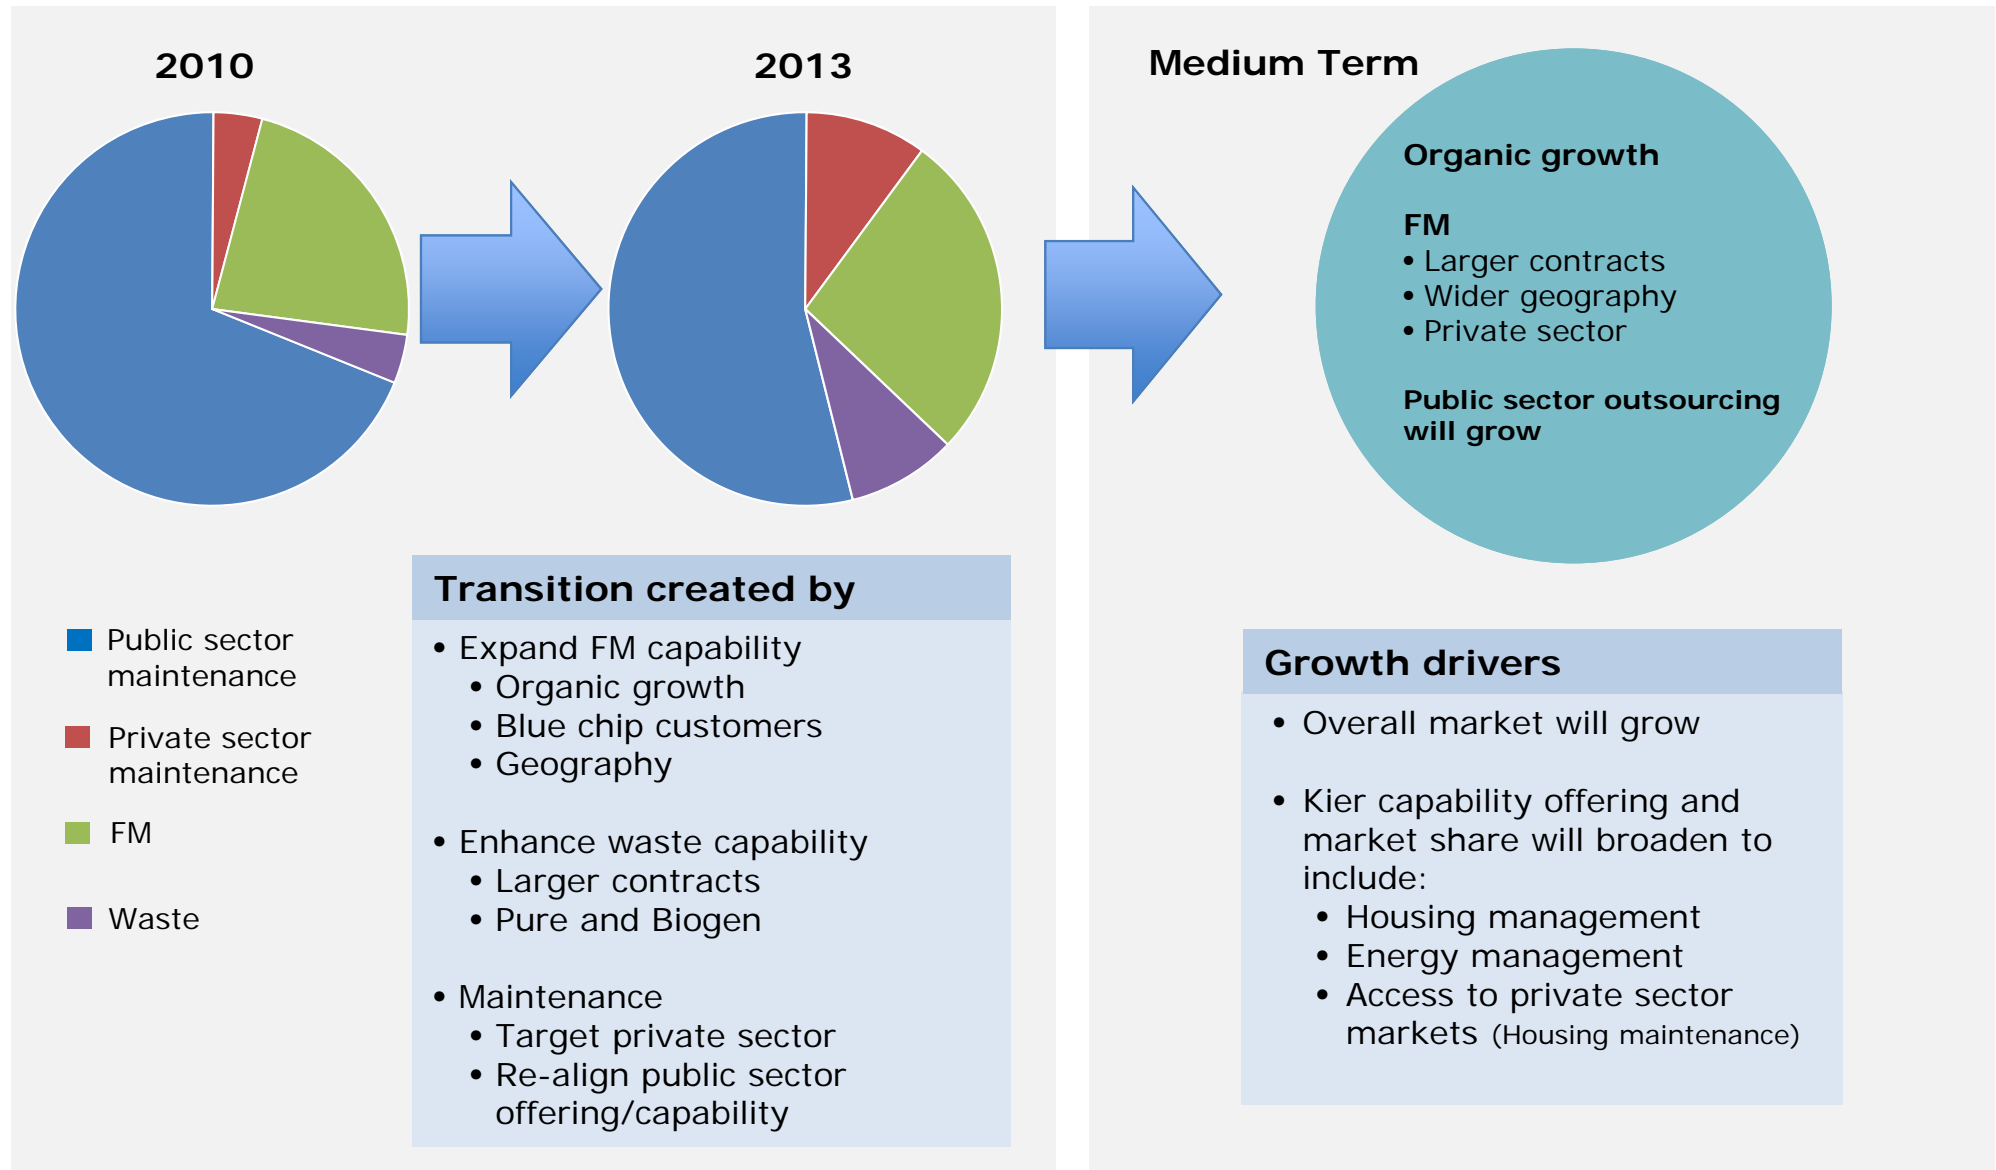 2010
2013
Public sector
maintenance
Private sector
maintenance
FM
Waste
Transition created by
• Expand FM capability
• Organic growth
• Blue chip customers
• Geography
• Enhance waste capability
• Larger contracts
• Pure and Biogen
• Maintenance
• Target private sector
• Re-align public sector
offering/capability
Medium Term
Organic growth
FM
• Larger contracts
• Wider geography
• Private sector
Public sector outsourcing
will grow
Growth drivers
• Overall market will grow
• Kier capability offering and
market share will broaden to
include:
• Housing management
• Energy management
• Access to private sector
markets (Housing maintenance)